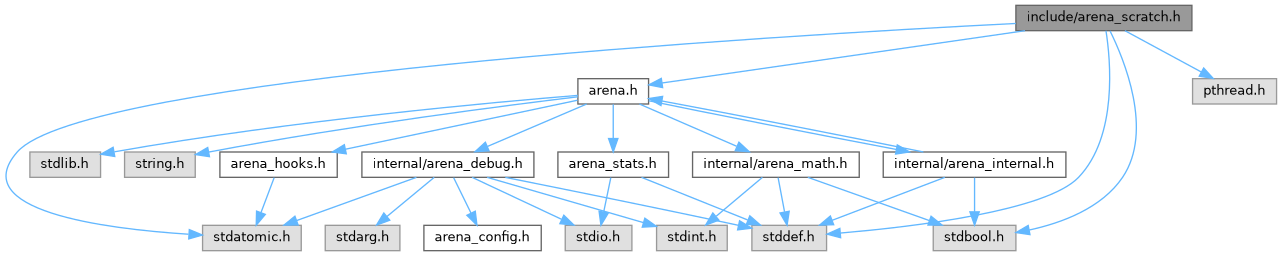 include/arena_scratch.h
arena.h
pthread.h
stdlib.h
string.h
arena_hooks.h
internal/arena_debug.h
arena_stats.h
internal/arena_math.h
internal/arena_internal.h
stdatomic.h
stdarg.h
arena_config.h
stdio.h
stdint.h
stddef.h
stdbool.h